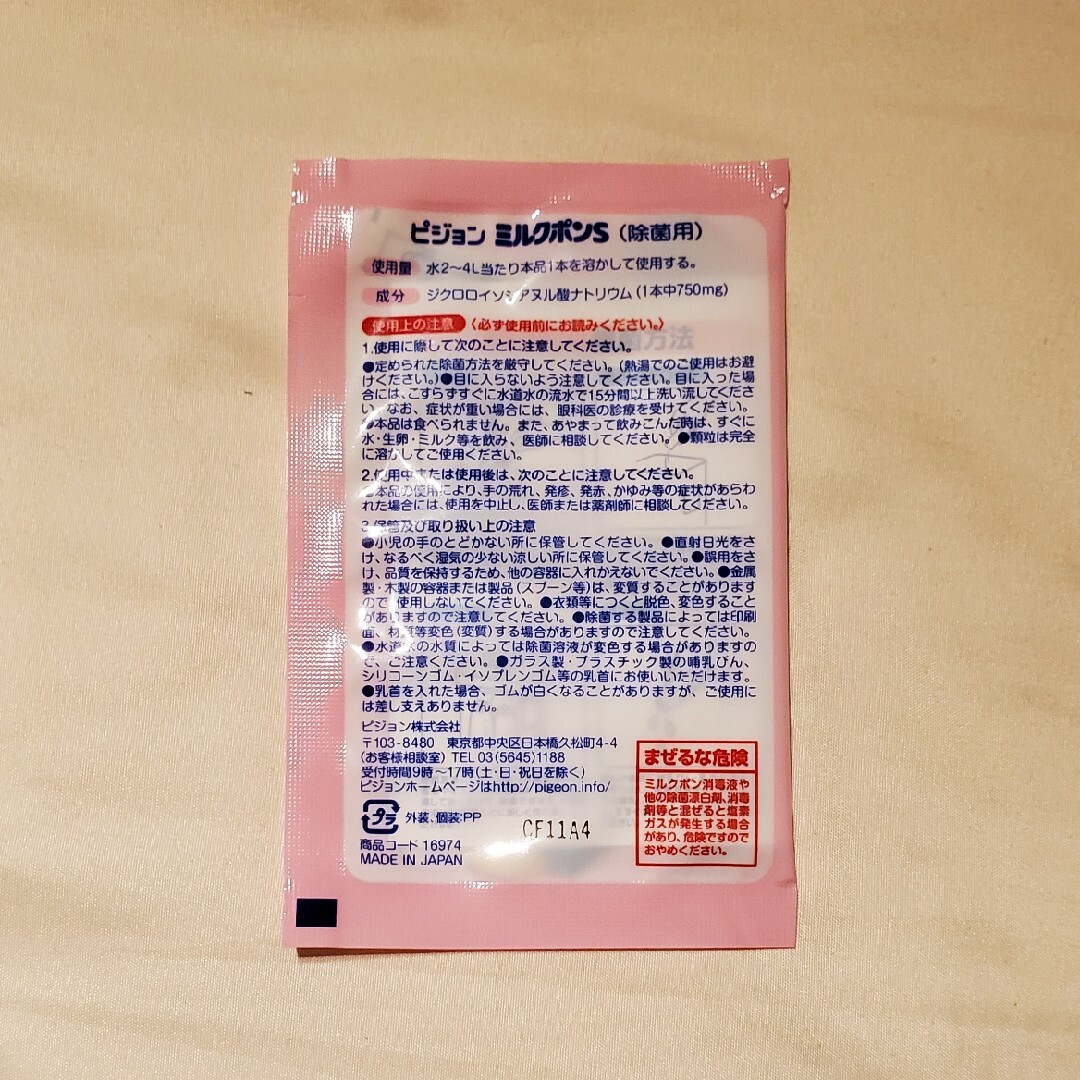 ピジョン ミルクポンS（除菌用）
使用量 水2～4L当たり本品1本を溶かして使用する。
成分 ジクロロイソシアヌル酸ナトリウム（1本中750mg）
使用上の注意 〈必ず使用前にお読みください。〉
1.使用に際して次のことに注意してください。
●定められた除菌方法を厳守してください。（熱湯でのご使用はお避
けください。）●目に入らないよう注意してください。目に入った場
合には、こすらずすぐに水道水の流水で15分間以上洗い流してくださ
い。なお、症状が重い場合には、眼科医の診療を受けてください。
●本品は食べられません。また、あやまって飲みこんだ時は、すぐに
水・生卵・ミルク等を飲み、医師に相談してください。●顆粒は完全
に溶かしてご使用ください。
2.使用中または使用後は、次のことに注意してください。
●本品の使用により、手の荒れ、発疹、発赤、かゆみ等の症状があらわ
れた場合には、使用を中止し、医師または薬剤師に相談してください。
3.保管及び取り扱い上の注意
●小児の手のとどかない所に保管してください。●直射日光をさ
け、なるべく湿気の少ない涼しい所に保管してください。●誤用をさ
け、品質を保持するため、他の容器に入れかえないでください。●金属
製・木製の容器または製品（スプーン等）は、変質することがあります
ので、使用しないでください。●衣類等につくと脱色、変色すること
がありますので注意してください。●除菌する製品によっては印刷
面、材質等変色（変質）する場合がありますので注意してください。
●水道水の水質によっては除菌溶液が変色する場合がありますの
で、ご注意ください。●ガラス製・プラスチック製の哺乳びん、
シリコーンゴム・イソプレンゴム等の乳首にお使いいただけます。
●乳首を入れた場合、ゴムが白くなることがありますが、ご使用に
は差し支えありません。
ピジョン株式会社
〒103-8480 東京都中央区日本橋久松町4-4
（お客様相談室）TEL 03(5645)1188
受付時間9時～17時（土・日・祝日を除く）
ピジョンホームページはhttp://pigeon.info/
プラ 外装、個装:PP
CF11A4
商品コード 16974
MADE IN JAPAN
まぜるな危険
ミルクポン消毒液や
他の除菌漂白剤、消毒
剤等と混ぜると塩素
ガスが発生する場合
があり、危険ですので
おやめください。